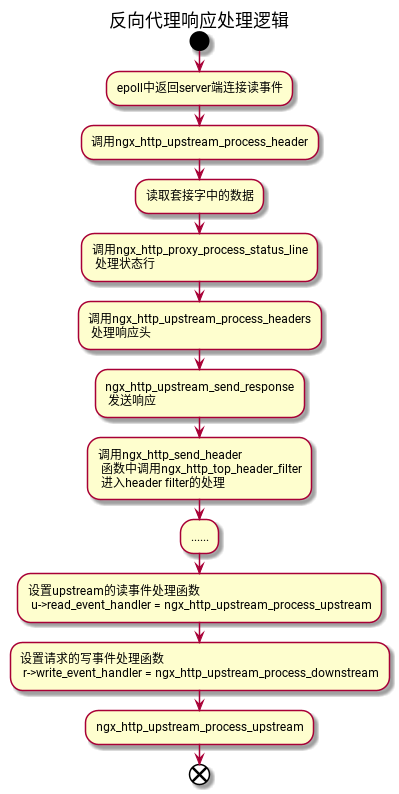 反向代理响应处理逻辑
epoll中返回server端连接读事件
调用ngx_http_upstream_process_header
读取套接字中的数据
调用ngx_http_proxy_process_status_line
处理状态行
调用ngx_http_upstream_process_headers
处理响应头
ngx_http_upstream_send_response
发送响应
调用ngx_http_send_header
函数中调用ngx_http_top_header_filter
进入header filter的处理
......
设置upstream的读事件处理函数
u->read_event_handler = ngx_http_upstream_process_upstream
设置请求的写事件处理函数
r->write_event_handler = ngx_http_upstream_process_downstream
ngx_http_upstream_process_upstream